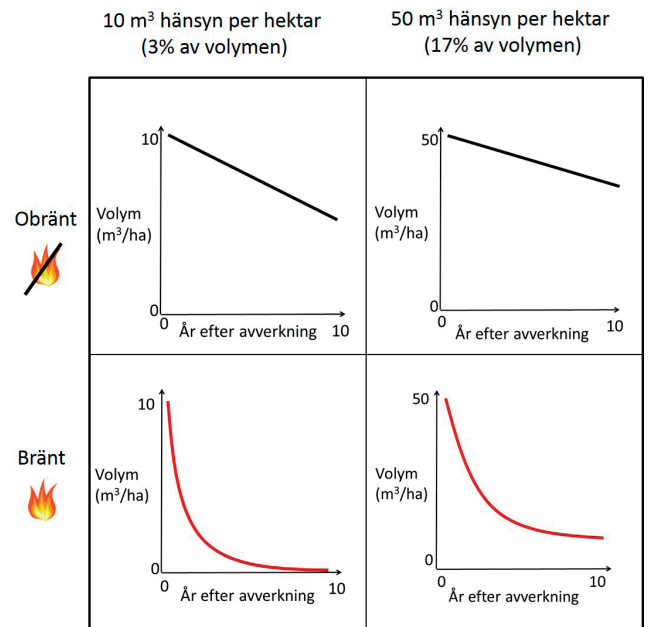 10 m³ hänsyn per hektar
(3% av volymen)
50 m³ hänsyn per hektar
(17% av volymen)
Obränt
10
Volym
(m³/ha)
0
0
År efter avverkning
10
50
Volym
(m³/ha)
0
0
År efter avverkning
10
Bränt
10
Volym
(m³/ha)
0
0
År efter avverkning
10
50
Volym
(m³/ha)
0
0
År efter avverkning
10